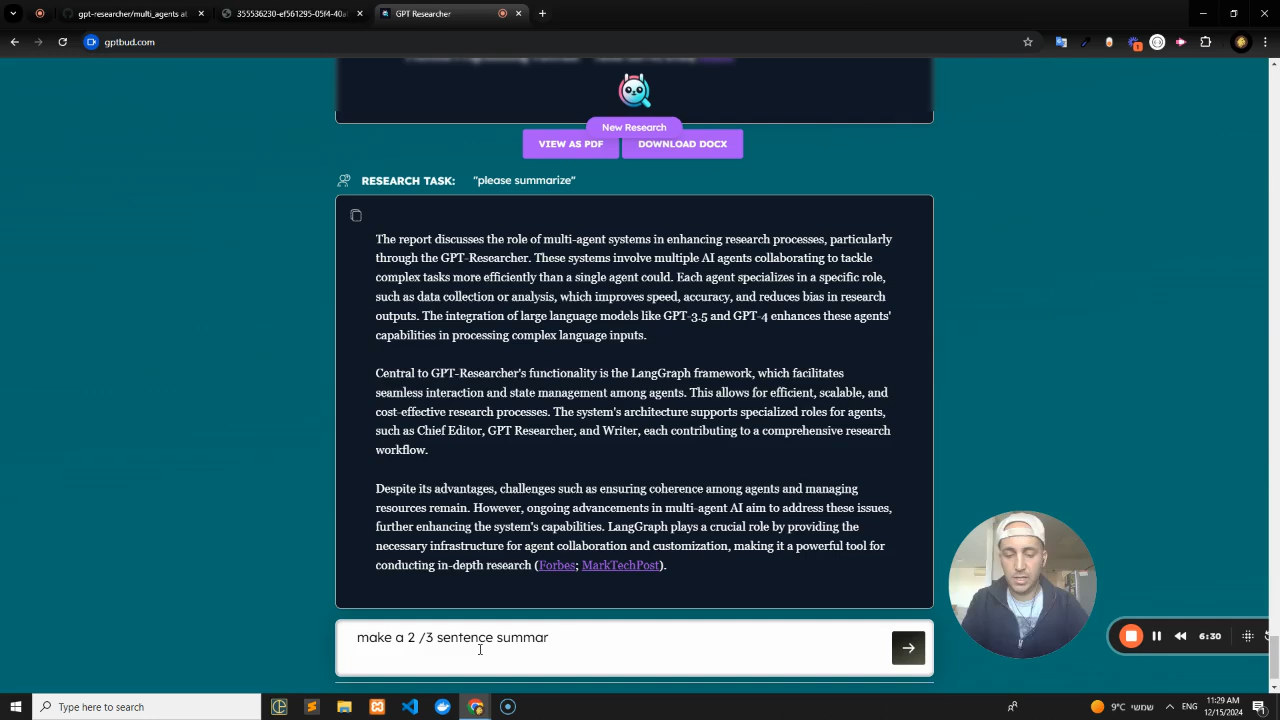 gpt-researcher/multi_agents at
355536230-ef561295-05f4-40a
GPT Researcher
gptbud.com
New Research
VIEW AS PDF
DOWNLOAD DOCX
RESEARCH TASK:
"please summarize"
The report discusses the role of multi-agent systems in enhancing research processes, particularly
through the GPT-Researcher. These systems involve multiple AI agents collaborating to tackle
complex tasks more efficiently than a single agent could. Each agent specializes in a specific role,
such as data collection or analysis, which improves speed, accuracy, and reduces bias in research
outputs. The integration of large language models like GPT-3.5 and GPT-4 enhances these agents'
capabilities in processing complex language inputs.
Central to GPT-Researcher's functionality is the LangGraph framework, which facilitates
seamless interaction and state management among agents. This allows for efficient, scalable, and
cost-effective research processes. The system's architecture supports specialized roles for agents,
such as Chief Editor, GPT Researcher, and Writer, each contributing to a comprehensive research
workflow.
Despite its advantages, challenges such as ensuring coherence among agents and managing
resources remain. However, ongoing advancements in multi-agent AI aim to address these issues,
further enhancing the system's capabilities. LangGraph plays a crucial role by providing the
necessary infrastructure for agent collaboration and customization, making it a powerful tool for
conducting in-depth research (Forbes; MarkTechPost).
make a 2 /3 sentence summar
6:30
Type here to search
9°C
שמשי
ENG
11:29 AM
12/15/2024